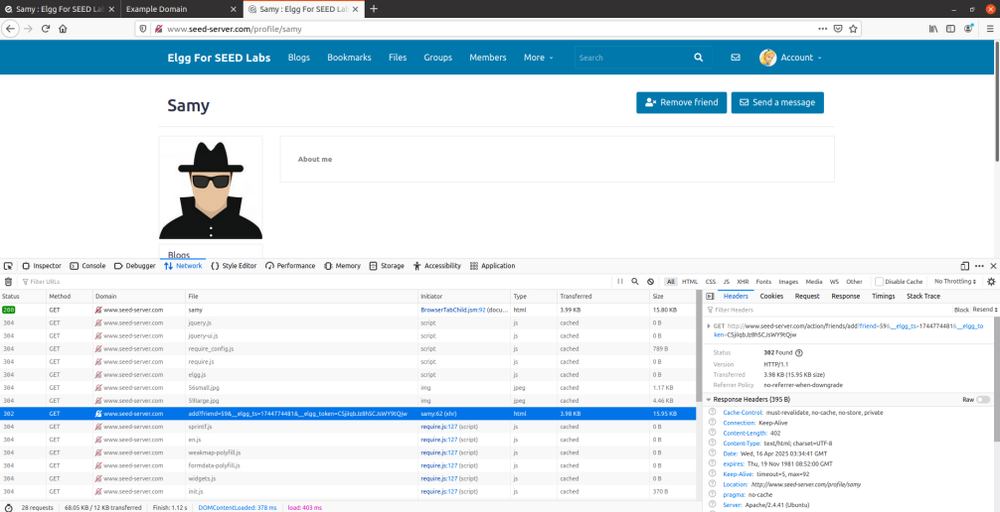 Samy : Elgg For SEED Lab
Example Domain
Samy : Elgg For SEED Lab
www.seed-server.com/profile/samy
Elgg For SEED Labs Blogs Bookmarks Files Groups Members More Search Account
Samy
Remove friend Send a message
About me
Blogs
Inspector Console Debugger Network Style Editor Performance Memory Storage Accessibility Application
Filter URLs All HTML CSS JS XHR Fonts Images Media WS Other Disable Cache No Throttling
Status Method Domain File Initiator Type Transferred Size
200 GET www.seed-server.com samy BrowserTabChild.jsm:92 (docu... html 3.99 KB 15.80 KB
304 GET www.seed-server.com jquery.js script js cached 0 B
304 GET www.seed-server.com jquery-ui.js script js cached 0 B
304 GET www.seed-server.com require_config.js script js cached 789 B
304 GET www.seed-server.com require.js script js cached 0 B
304 GET www.seed-server.com elgg.js script js cached 0 B
304 GET www.seed-server.com 56small.jpg img jpeg cached 1.17 KB
304 GET www.seed-server.com 59large.jpg img jpeg cached 4.46 KB
302 GET www.seed-server.com add?friend=59&__elgg_ts=1744774481&__elgg_token=CSjilqbJz8h5CJsWY9tQjw samy:62 (xhr) html 3.98 KB 15.95 KB
304 GET www.seed-server.com sprintf.js require.js:127 (script) js cached 0 B
304 GET www.seed-server.com en.js require.js:127 (script) js cached 0 B
304 GET www.seed-server.com weakmap-polyfill.js require.js:127 (script) js cached 0 B
304 GET www.seed-server.com formdata-polyfill.js require.js:127 (script) js cached 0 B
304 GET www.seed-server.com widgets.js require.js:127 (script) js cached 0 B
304 GET www.seed-server.com init.js require.js:127 (script) js cached 370 B
28 requests 68.05 KB / 12 KB transferred Finish: 1.12 s DOMContentLoaded: 378 ms load: 403 ms
Headers Cookies Request Response Timings Stack Trace
Filter Headers Block Resend
GET http://www.seed-server.com/action/friends/add?friend=59&__elgg_ts=1744774481&__elgg_to
ken=CSjilqbJz8h5CJsWY9tQjw
Status 302 Found
Version HTTP/1.1
Transferred 3.98 KB (15.95 KB size)
Referrer Policy no-referrer-when-downgrade
Response Headers (395 B) Raw
Cache-Control: must-revalidate, no-cache, no-store, private
Connection: Keep-Alive
Content-Length: 402
Content-Type: text/html; charset=UTF-8
Date: Wed, 16 Apr 2025 03:34:41 GMT
expires: Thu, 19 Nov 1981 08:52:00 GMT
Keep-Alive: timeout=5, max=92
Location: http://www.seed-server.com/profile/samy
pragma: no-cache
Server: Apache/2.4.41 (Ubuntu)